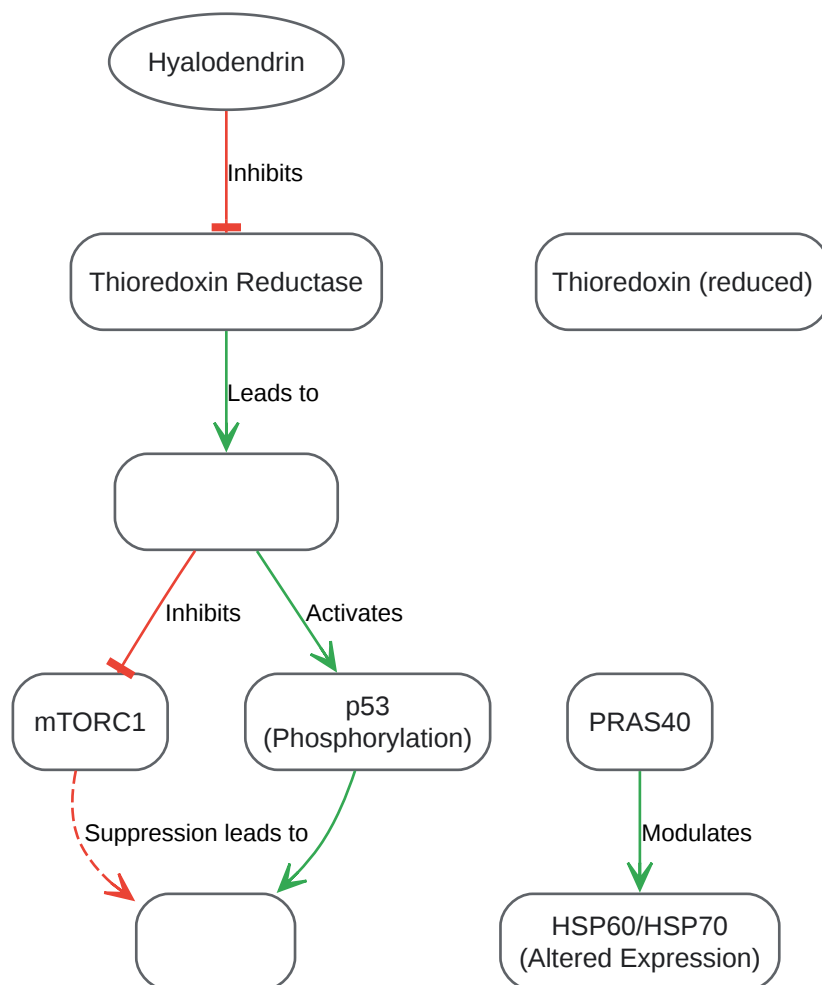 Hyalodendrin
Inhibits
Thioredoxin Reductase
Thioredoxin (reduced)
Leads to
Inhibits
Activates
mTORC1
p53
(Phosphorylation)
PRAS40
Suppression leads to
Modulates
HSP60/HSP70
(Altered Expression)